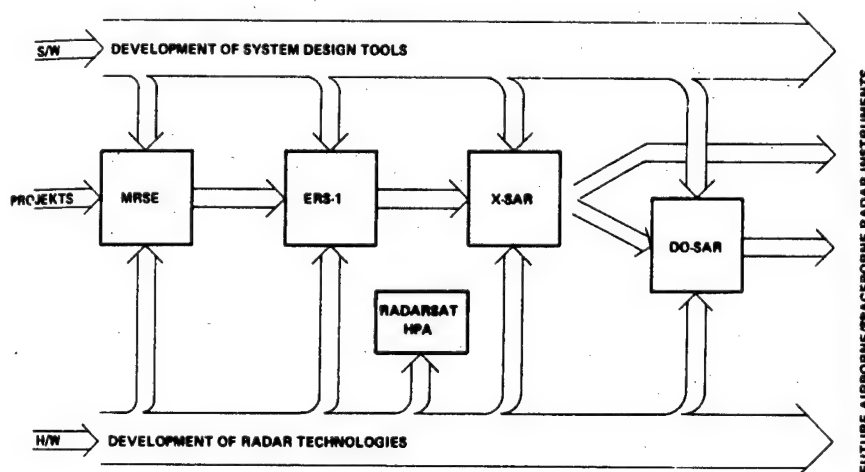 S/W
DEVELOPMENT OF SYSTEM DESIGN TOOLS
PROJEKTS
MRSE
ERS-1
X-SAR
DO-SAR
RADARSAT
HPA
H/W
DEVELOPMENT OF RADAR TECHNOLOGIES
FUTURE AIRBORNE/SPACEBORNE RADAR INSTRUMENTS